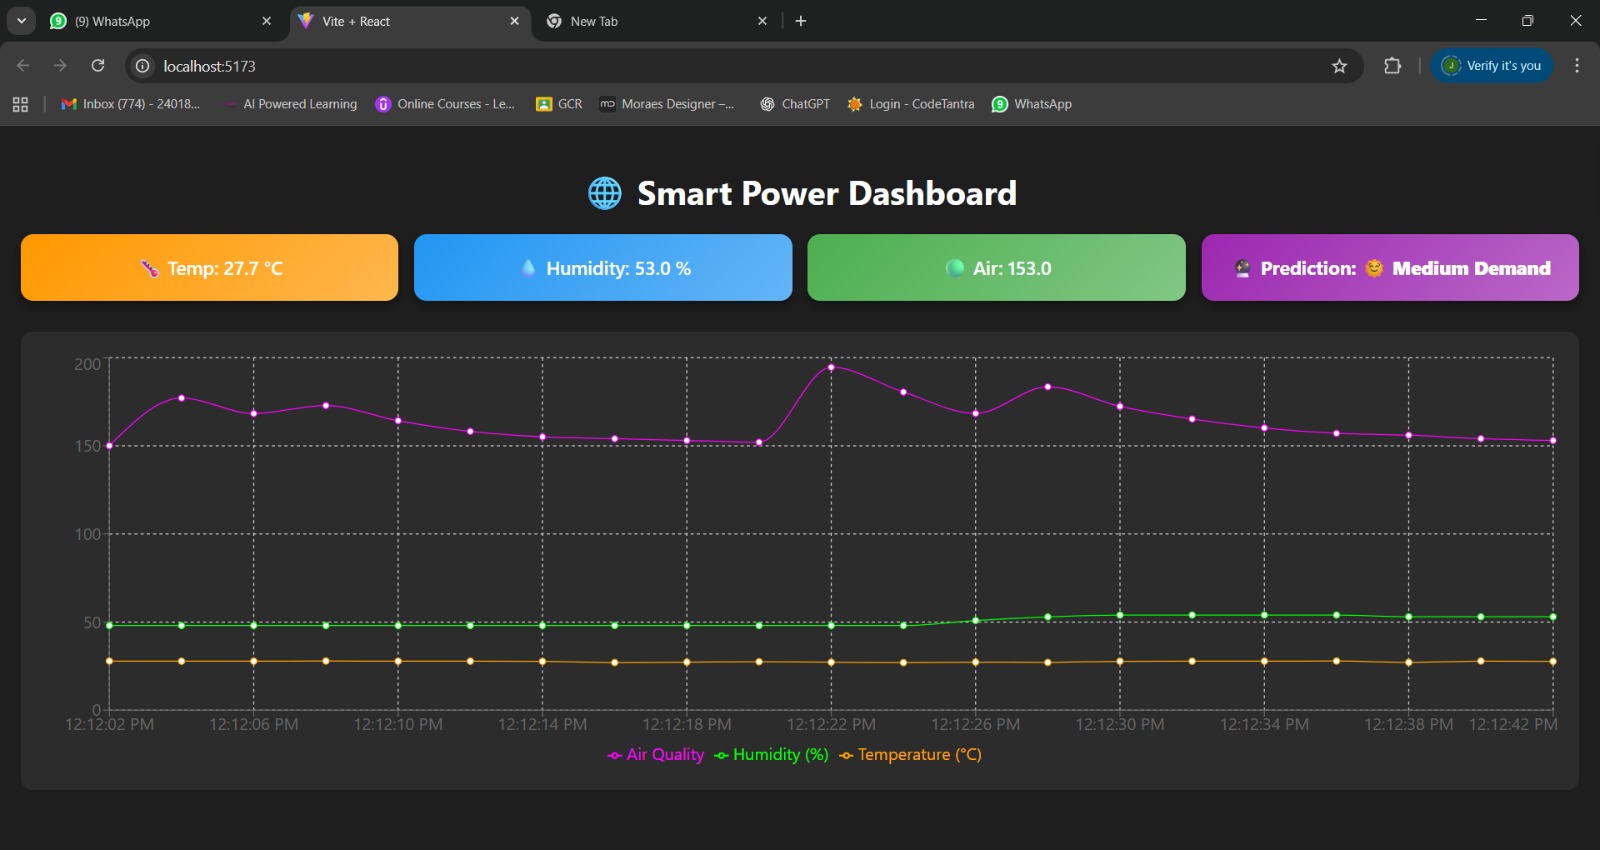 (9) WhatsApp
Vite + React
New Tab
localhost:5173
Verify it's you
Inbox (774) - 24018...
AI Powered Learning
Online Courses - Le...
GCR
Moraes Designer –...
ChatGPT
Login - CodeTantra
WhatsApp
Smart Power Dashboard
Temp: 27.7 °C
Humidity: 53.0 %
Air: 153.0
Prediction: Medium Demand
200
150
100
50
0
12:12:02 PM 12:12:06 PM 12:12:10 PM 12:12:14 PM 12:12:18 PM 12:12:22 PM 12:12:26 PM 12:12:30 PM 12:12:34 PM 12:12:38 PM 12:12:42 PM
Air Quality Humidity (%) Temperature (°C)